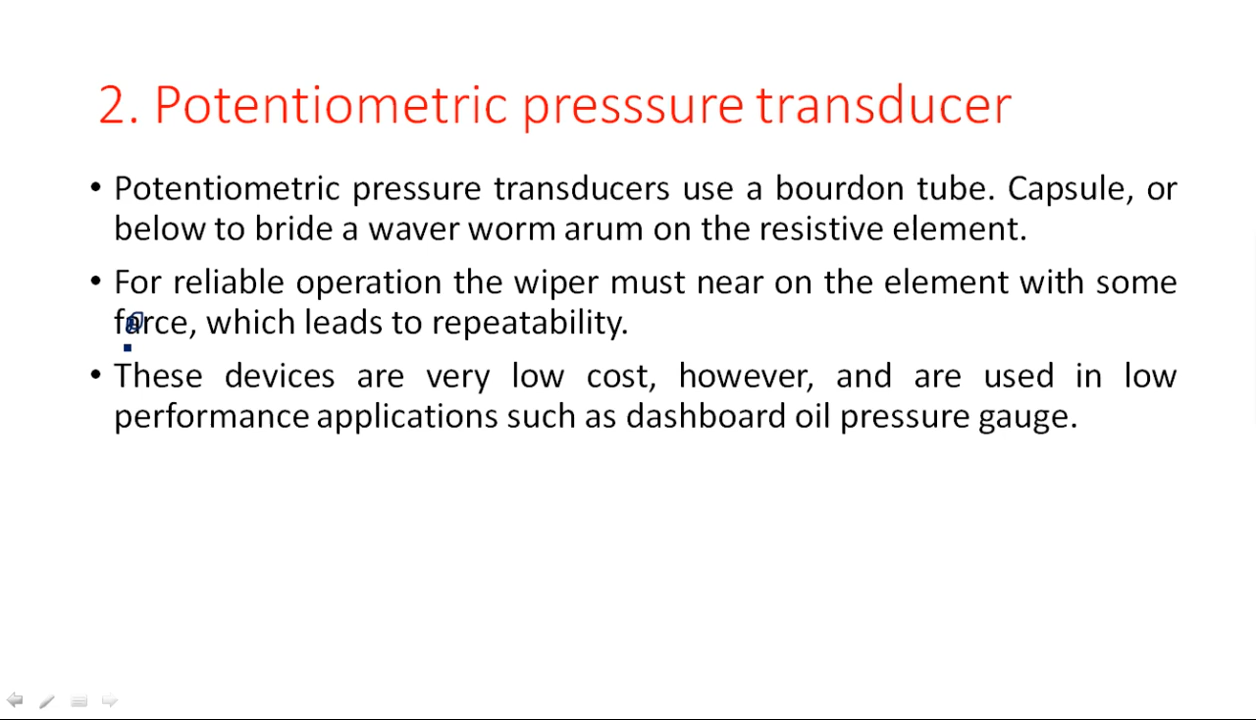 2. Potentiometric presssure transducer
• Potentiometric pressure transducers use a bourdon tube. Capsule, or
below to bride a waver worm arum on the resistive element.
• For reliable operation the wiper must near on the element with some
force, which leads to repeatability.
• These devices are very low cost, however, and are used in low
performance applications such as dashboard oil pressure gauge.